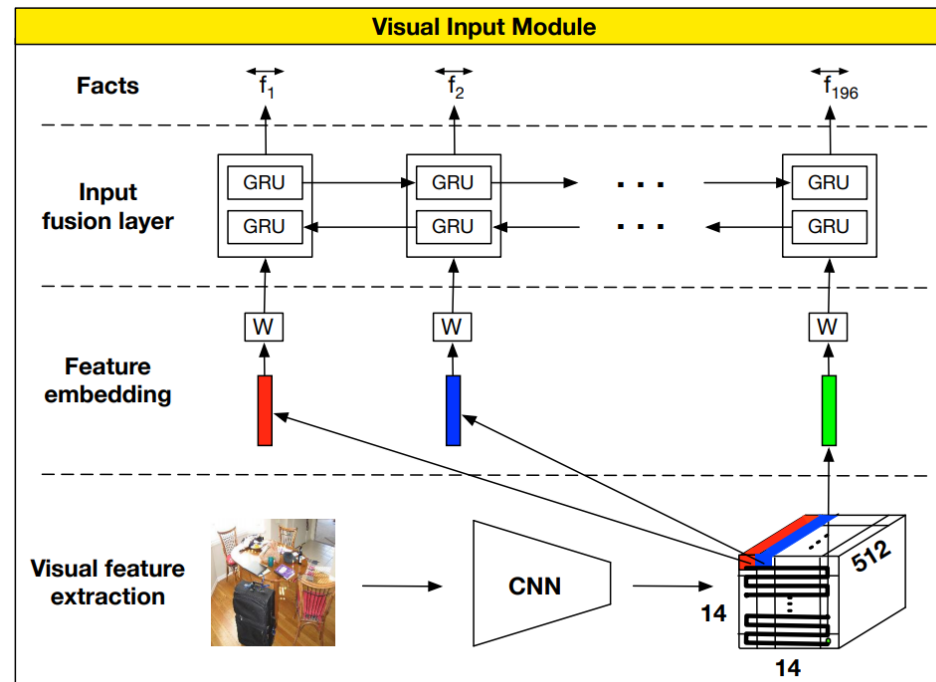 Visual Input Module
Facts
f1
f2
f196
Input
fusion layer
GRU
GRU
. . .
GRU
GRU
GRU
. . .
GRU
W
W
W
Feature
embedding
Visual feature
extraction
CNN
512
14
14